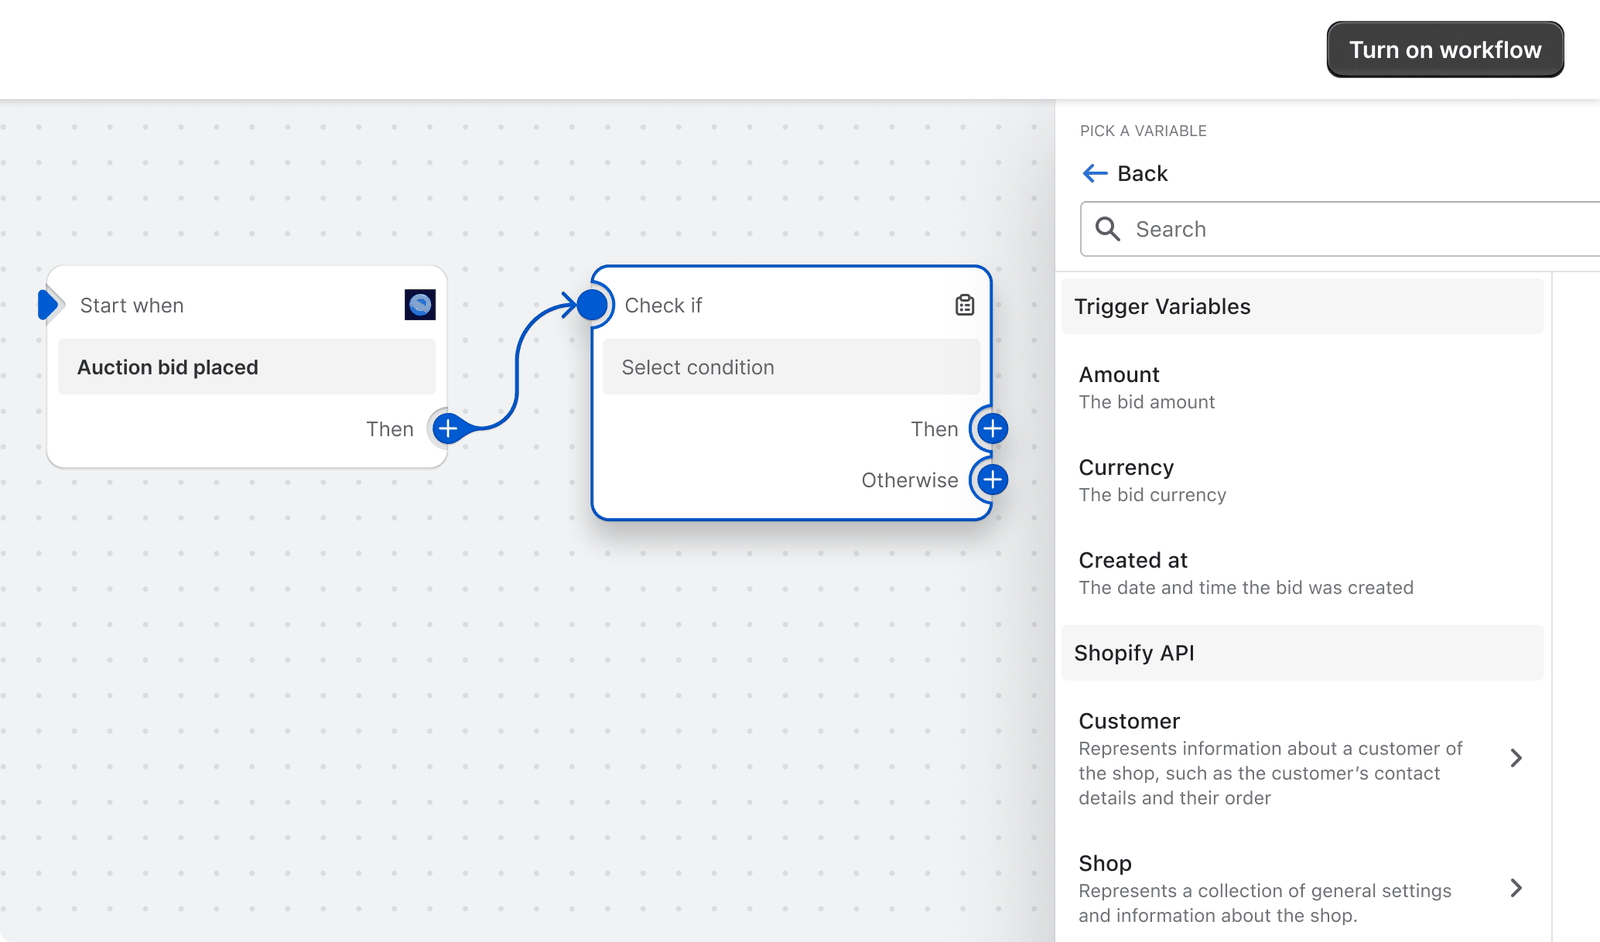 Turn on workflow
PICK A VARIABLE
Back
Search
Start when
Auction bid placed
Then
Check if
Select condition
Then
Otherwise
Trigger Variables
Amount
The bid amount
Currency
The bid currency
Created at
The date and time the bid was created
Shopify API
Customer
Represents information about a customer of
the shop, such as the customer’s contact
details and their order
Shop
Represents a collection of general settings
and information about the shop.